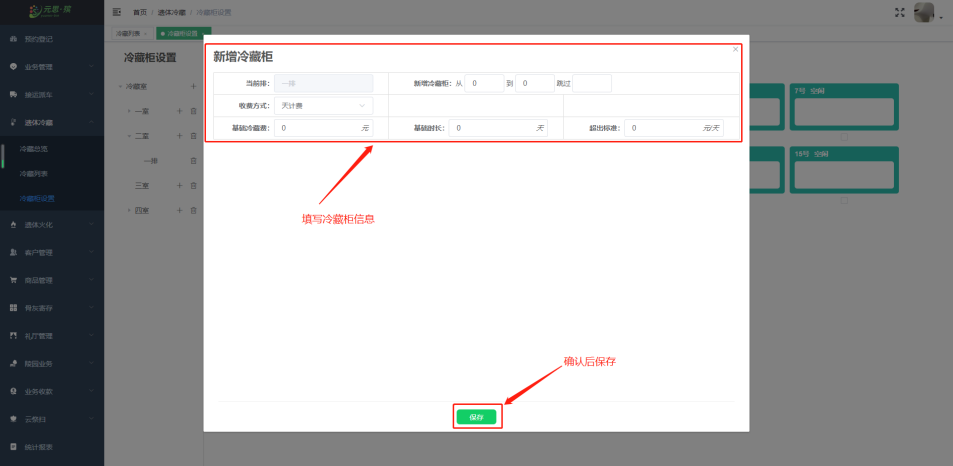 元思·殡
首页 / 遗体冷藏 / 冷藏柜设置
预约登记
业务管理
接运派车
遗体冷藏
冷藏总览
冷藏列表
冷藏柜设置
遗体火化
客户管理
商品管理
骨灰寄存
礼厅管理
陵园业务
业务收款
云祭扫
统计报表
冷藏列表 ×
冷藏柜设置
冷藏柜设置
冷藏室 +
一室 +
二室 +
一排
三室 +
四室 +
新增冷藏柜 ×
当前排： 一排 新增冷藏柜： 从 0 到 0 跳过
收费方式： 天计费
基础冷藏费： 0 元 基础时长： 0 天 超出标准： 0 元/天
填写冷藏柜信息
确认后保存
保存
7号 空闲
18号 空闲